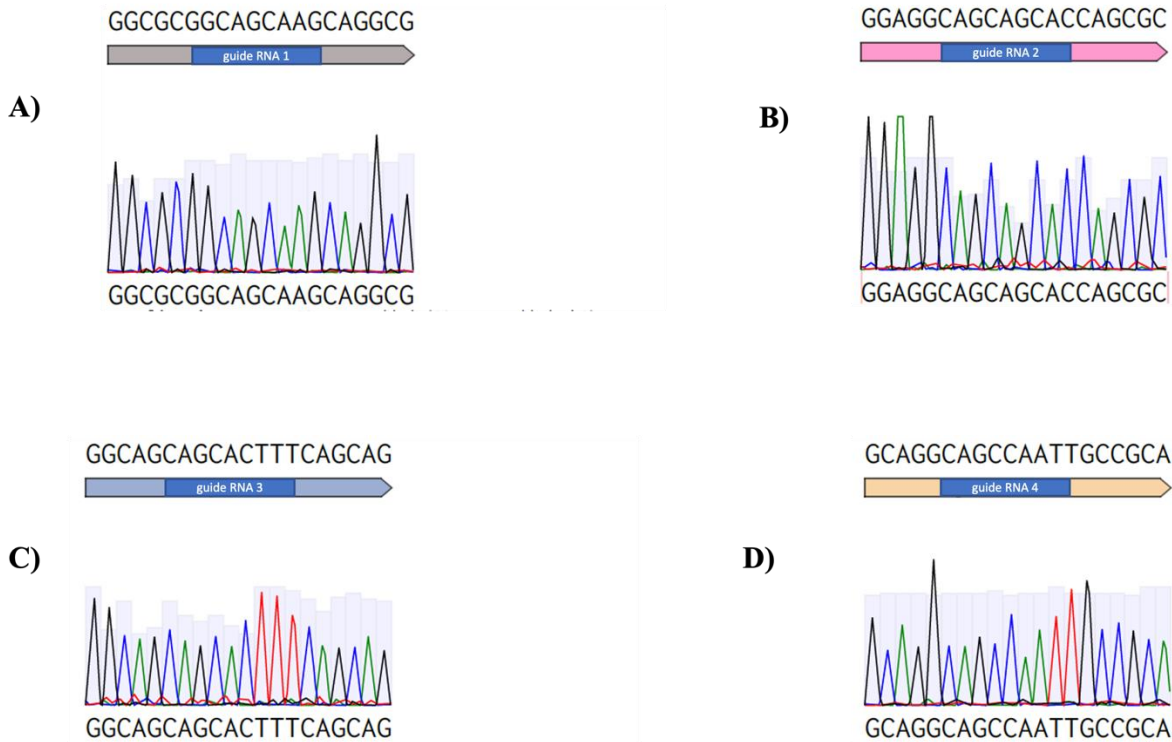 GGCGCGGCAGCAAGCAGGCG
guide RNA 1
A)
GGCGCGGCAGCAAGCAGGCG
GGAGGCAGCAGCACCAGCGC
guide RNA 2
B)
GGAGGCAGCAGCACCAGCGC
GGCAGCAGCACTTTCAGCAG
guide RNA 3
C)
GGCAGCAGCACTTTCAGCAG
GCAGGCAGCCAATTGCCGCA
guide RNA 4
D)
GCAGGCAGCCAATTGCCGCA